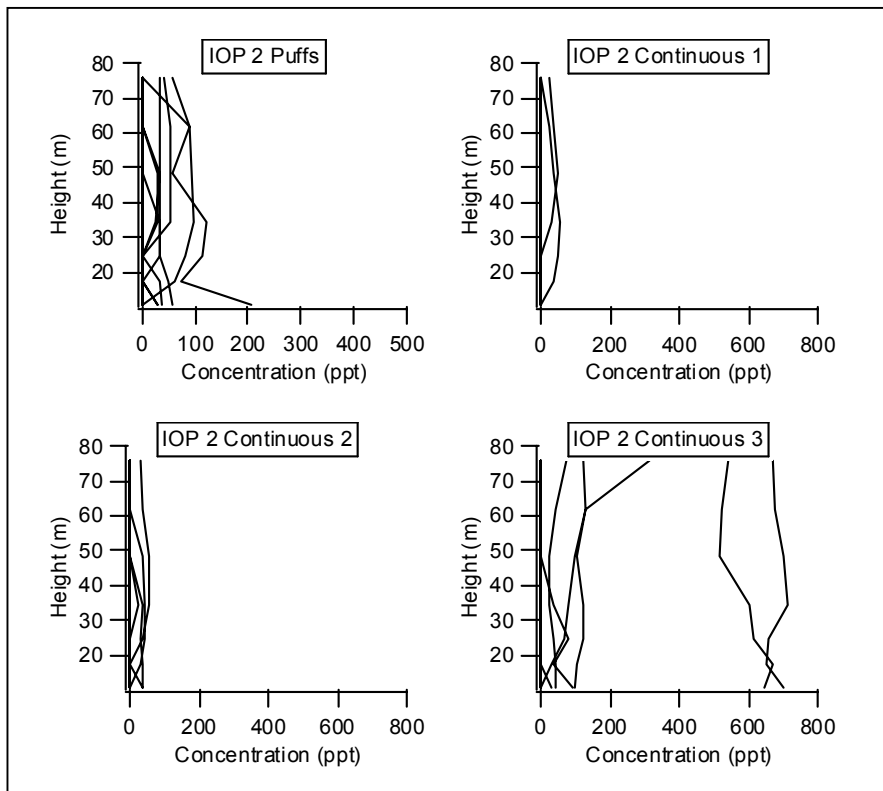 IOP 2 Puffs
80
70
60
50
40
30
20
Height (m)
0 100 200 300 400 500
Concentration (ppt)
IOP 2 Continuous 1
80
70
60
50
40
30
20
Height (m)
0 200 400 600 800
Concentration (ppt)
IOP 2 Continuous 2
80
70
60
50
40
30
20
Height (m)
0 200 400 600 800
Concentration (ppt)
IOP 2 Continuous 3
80
70
60
50
40
30
20
Height (m)
0 200 400 600 800
Concentration (ppt)